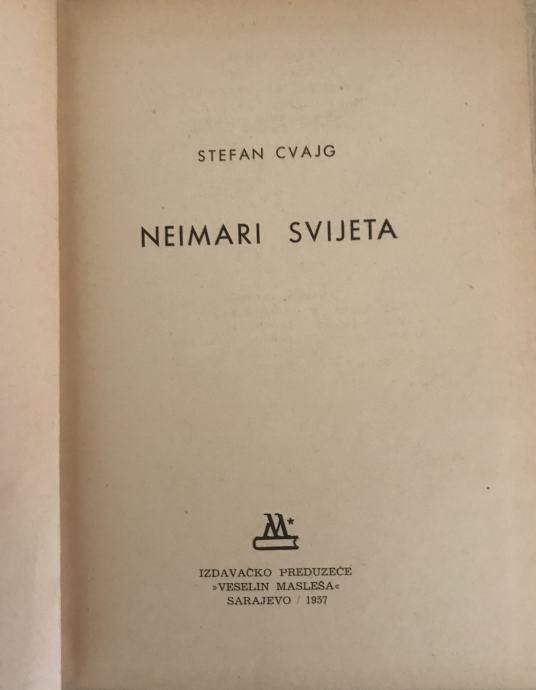 STEFAN CVAJG
NEIMARI SVIJETA
M*
IZDAVAČKO PREDUZEĆE
»VESELIN MASLEŠA«
SARAJEVO / 1957